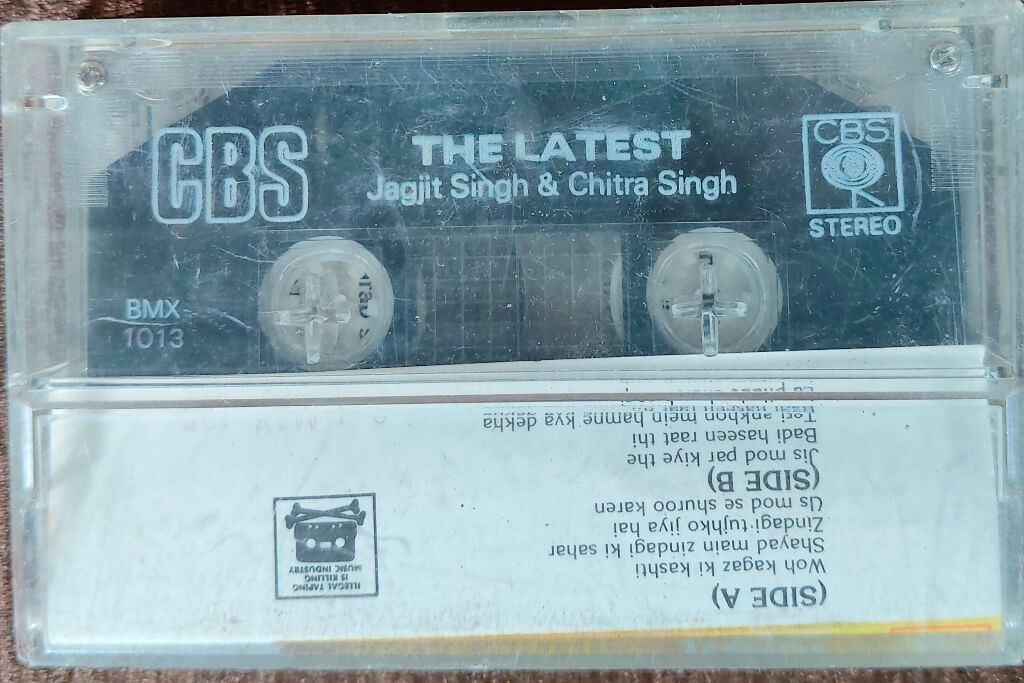 CBS
THE LATEST
Jagjit Singh & Chitra Singh
CBS
STEREO
BMX
1013
(SIDE A)
Woh kagaz ki kashti
Shayad main zindagi ki sahar
Zindagi tujhko jiya hai
Us mod se shuroo karen
(SIDE B)
Jis mod par kiye the
Badi haseen raat thi
Teri ankhon mein hamne kya dekha
ILLEGAL TAPING
IS KILLING
MUSIC INDUSTRY